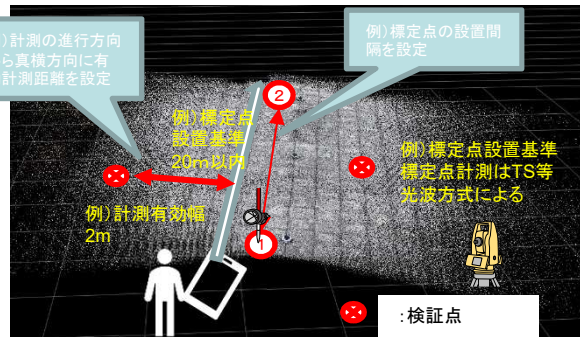 )計測の進行方向
ら真横方向に有
計測距離を設定
例)標定点の設置間
隔を設定
②
例)標定点
設置基準
20m以内
例)標定点設置基準
標定点計測はTS等
光波方式による
例)計測有効幅
2m
①
:検証点